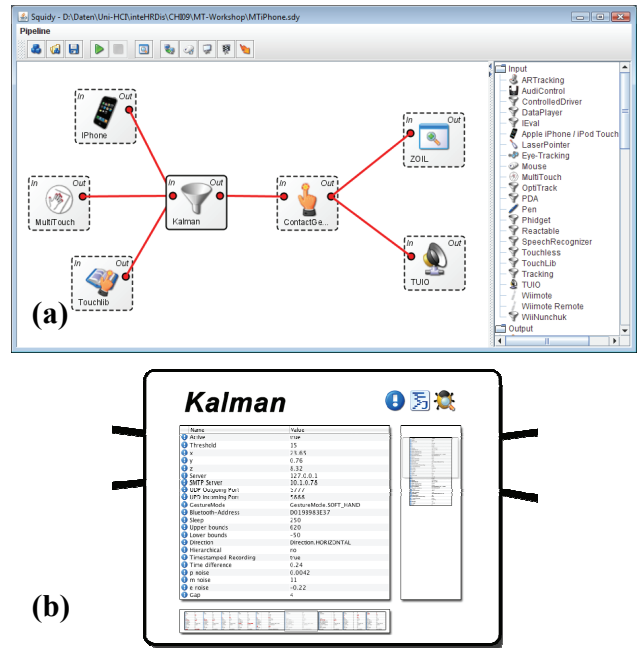 Squidy - D:\Daten\Uni-HCI\inteHRDis\CHI09\MT-Workshop\MTiPhone.sdy
Pipeline
In Out
IPhone
In Out
MultiTouch
In Out
Touchlib
In Out
Kalman
In Out
ContactGe...
In Out
ZOIL
In Out
TUIO
Input
ARTracking
AudiControl
ControlledDriver
DataPlayer
IEval
Apple iPhone / iPod Touch
LaserPointer
Eye-Tracking
Mouse
MultiTouch
OptiTrack
PDA
Pen
Phidget
Reactable
SpeechRecognizer
Touchless
TouchLib
Tracking
TUIO
Wiimote
Wiimote Remote
WiiNunchuk
Output
(a)
Kalman
Name Value
Active true
Threshold 15
x 23.65
y 0.76
z 8.32
Server 127.0.0.1
SMTP Server 10.1.0.78
UDP Outgoing Port 5777
UPD Incoming Port 5888
GestureMode GestureMode.SOFT_HAND
Bluetooth-Address D0198983E37
Sleep 250
Upper bounds 620
Lower bounds -50
Direction Direction.HORIZONTAL
Hierarchical no
Timestamped Recording true
Time difference 0.24
p noise 0.0042
m noise 11
e noise -0.22
Gap 4
(b)